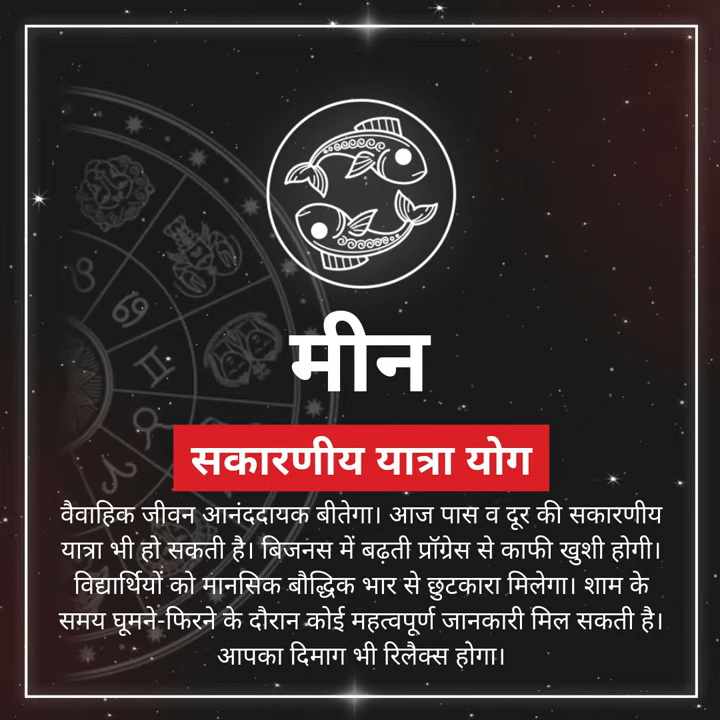 मीन
सकारणीय यात्रा योग
वैवाहिक जीवन आनंददायक बीतेगा। आज पास व दूर की सकारणीय
यात्रा भी हो सकती है। बिजनस में बढ़ती प्रॉग्रेस से काफी खुशी होगी।
विद्यार्थियों को मानसिक बौद्धिक भार से छुटकारा मिलेगा। शाम के
समय घूमने-फिरने के दौरान कोई महत्वपूर्ण जानकारी मिल सकती है।
आपका दिमाग भी रिलैक्स होगा।